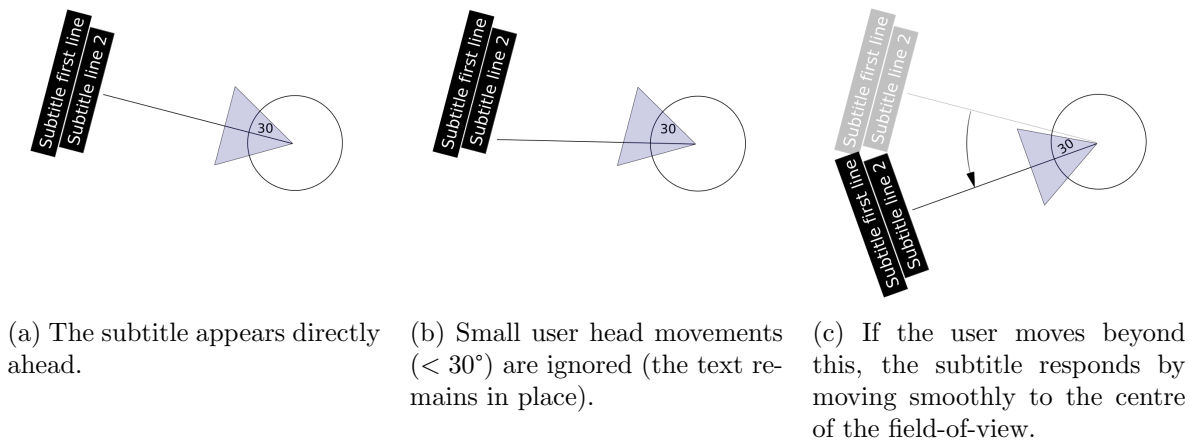 Subtitle first line
Subtitle line 2
30
Subtitle first line
Subtitle line 2
30
Subtitle first line
Subtitle line 2
Subtitle first line
Subtitle line 2
30
(a) The subtitle appears directly
ahead.
(b) Small user head movements
(< 30°) are ignored (the text re-
mains in place).
(c) If the user moves beyond
this, the subtitle responds by
moving smoothly to the centre
of the field-of-view.